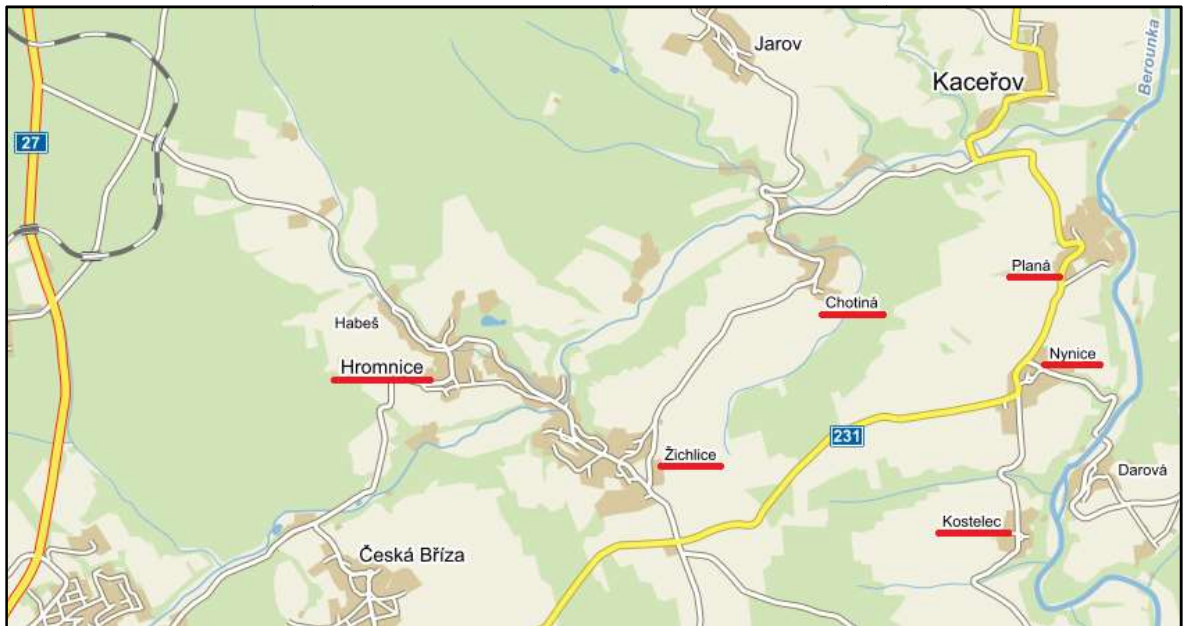 Jarov
Kaceřov
Berounka
27
Planá
Chotiná
Habeš
Hromnice
Nynice
231
Žichlice
Darová
Kostelec
Česká Bříza